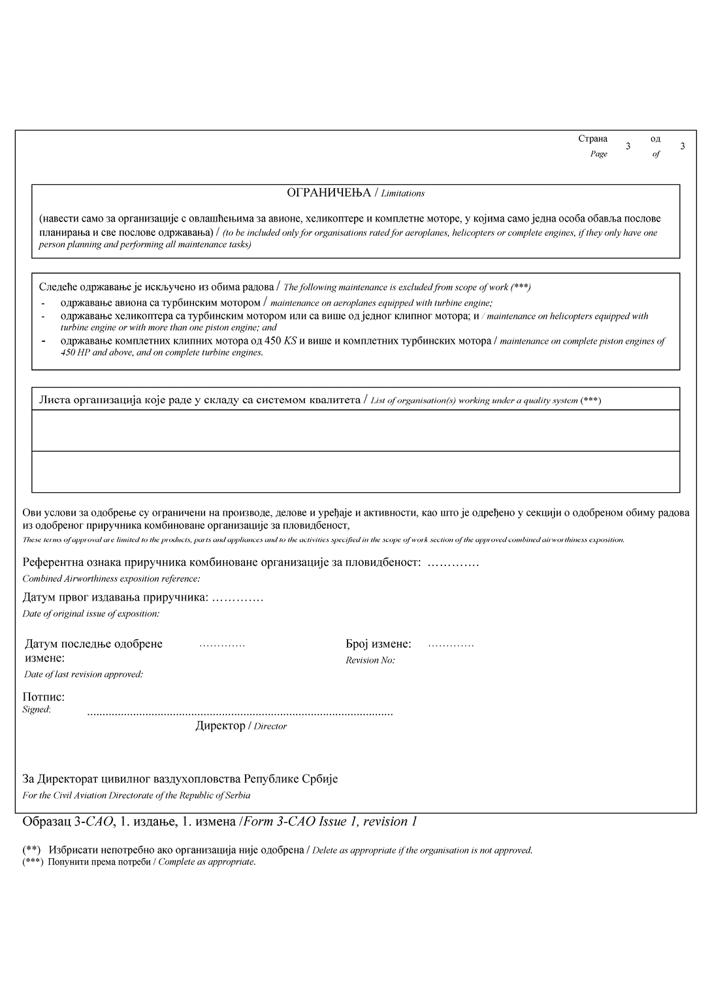 Страна 3 од 3
Page of
ОГРАНИЧЕЊА / Limitations
(навести само за организације с овлашћењима за авионе, хеликоптере и комплетне моторе, у којима само једна особа обавља послове
планирања и све послове одржавања) / (to be included only for organisations rated for aeroplanes, helicopters or complete engines, if they only have one
person planning and performing all maintenance tasks)
Следеће одржавање је искључено из обима радова / The following maintenance is excluded from scope of work (***)
- одржавање авиона са турбинским мотором / maintenance on aeroplanes equipped with turbine engine;
- одржавање хеликоптера са турбинским мотором или са више од једног клипног мотора; и / maintenance on helicopters equipped with
turbine engine or with more than one piston engine; and
- одржавање комплетних клипних мотора од 450 KS и више и комплетних турбинских мотора / maintenance on complete piston engines of
450 HP and above, and on complete turbine engines.
Листа организација које раде у складу са системом квалитета / List of organisation(s) working under a quality system (***)
Ови услови за одобрење су ограничени на производе, делове и уређаје и активности, као што је одређено у секцији о одобреном обиму радова
из одобреног приручника комбиноване организације за пловидбеност,
These terms of approval are limited to the products, parts and appliances and to the activities specified in the scope of work section of the approved combined airworthiness exposition.
Референтна ознака приручника комбиноване организације за пловидбеност: ………….
Combined Airworthiness exposition reference:
Датум првог издавања приручника: ………….
Date of original issue of exposition:
Датум последње одобрене ………….	Број измене: ………….
измене:
Revision No:
Date of last revision approved:
Потпис:
Signed: ....................................................................................................
Директор / Director
За Директорат цивилног ваздухопловства Републике Србије
For the Civil Aviation Directorate of the Republic of Serbia
Образац 3-CAO, 1. издање, 1. измена /Form 3-CAO Issue 1, revision 1
(**) Избрисати непотребно ако организација није одобрена / Delete as appropriate if the organisation is not approved.
(***) Попунити према потреби / Complete as appropriate.